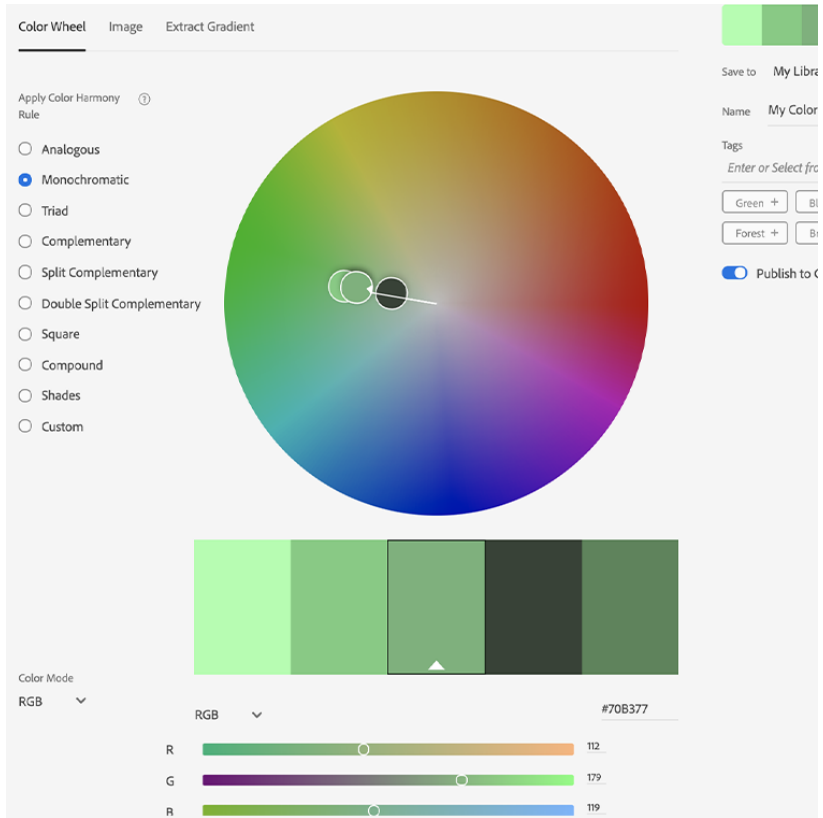 Color Wheel
Image
Extract Gradient
Apply Color Harmony
Rule
Analogous
Monochromatic
Triad
Complementary
Split Complementary
Double Split Complementary
Square
Compound
Shades
Custom
Save to My Libra
Name My Color
Tags
Enter or Select fro
Green + Bl
Forest + Br
Publish to C
Color Mode
RGB
RGB
#70B377
R 112
G 179
B 119